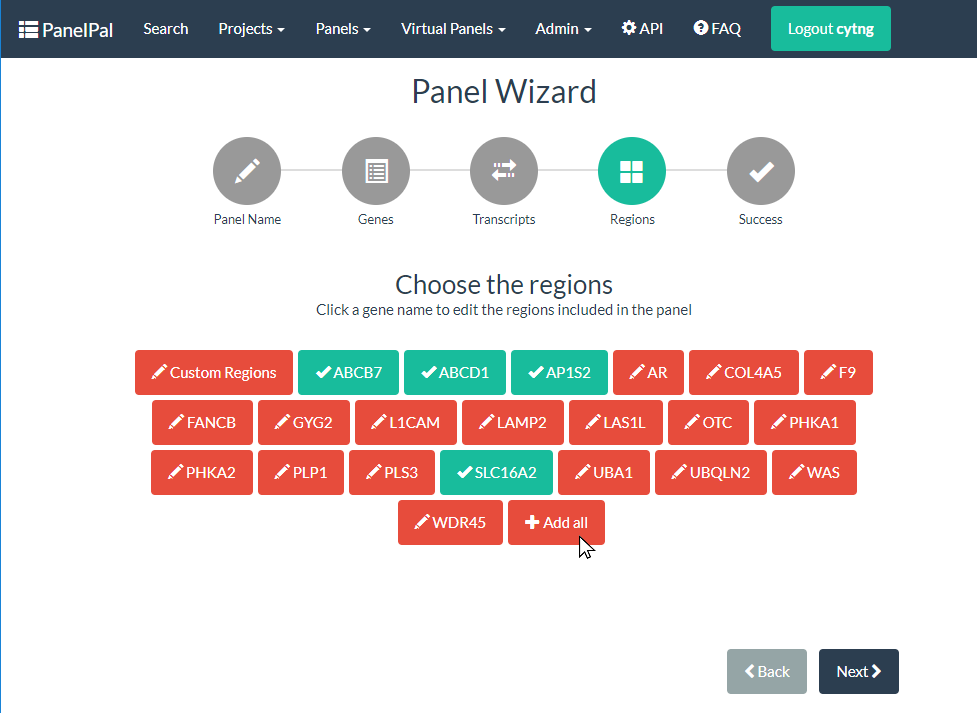 PanelPal Search Projects Panels Virtual Panels Admin API FAQ Logout cytng
Panel Wizard
Panel Name Genes Transcripts Regions Success
Choose the regions
Click a gene name to edit the regions included in the panel
Custom Regions ABCB7 ABCD1 AP1S2 AR COL4A5 F9
FANCB GYG2 L1CAM LAMP2 LAS1L OTC PHKA1
PHKA2 PLP1 PLS3 SLC16A2 UBA1 UBQLN2 WAS
WDR45 Add all
Back Next